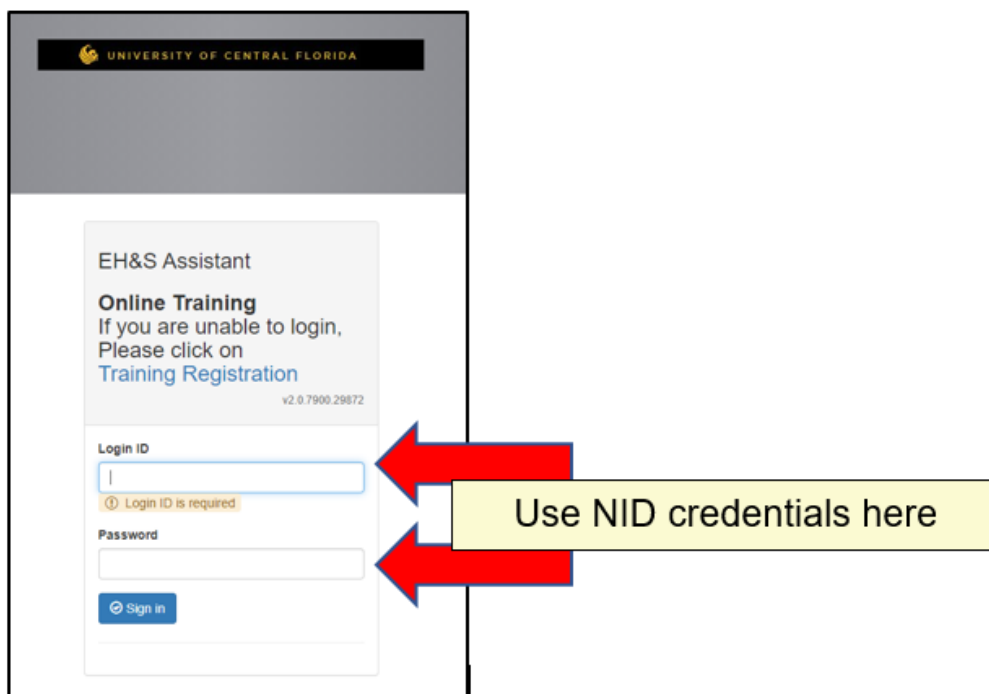 UNIVERSITY OF CENTRAL FLORIDA
EH&S Assistant
Online Training
If you are unable to login,
Please click on
Training Registration
v2.0.7900.29872
Login ID
Login ID is required
Use NID credentials here
Password
Sign in